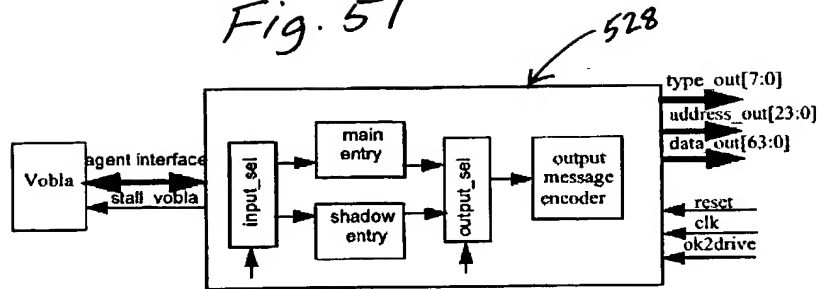 Fig. 57
528
type_out[7:0]
address_out[23:0]
data_out[63:0]
Vobla
agent interface
stall_vobla
input_sel
main
entry
shadow
entry
output_sel
output
message
encoder
reset
clk
ok2drive